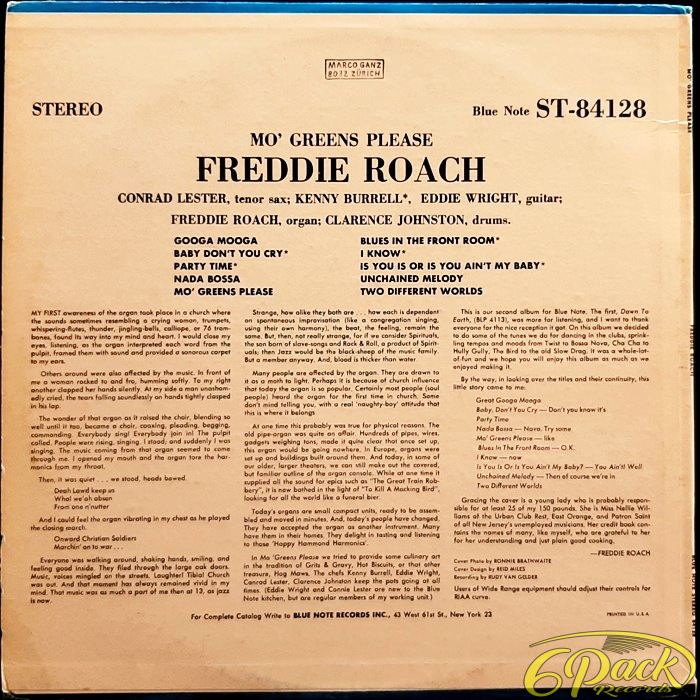 MARCO GANZ
8037 ZÜRICH
STEREO
Blue Note ST-84128
MO' GREENS PLEASE
FREDDIE ROACH
CONRAD LESTER, tenor sax; KENNY BURRELL*, EDDIE WRIGHT, guitar;
FREDDIE ROACH, organ; CLARENCE JOHNSTON, drums.
GOOGA MOOGA
BABY DON'T YOU CRY*
PARTY TIME*
NADA BOSSA
MO' GREENS PLEASE
BLUES IN THE FRONT ROOM*
I KNOW*
IS YOU IS OR IS YOU AIN'T MY BABY*
UNCHAINED MELODY
TWO DIFFERENT WORLDS
MY FIRST awareness of the organ took place in a church where
the sounds sometimes resembling a crying woman, trumpets,
whispering-flutes, thunder, jingling-bells, calliope, or 76 trom-
bones, found its way into my mind and heart. I would close my
eyes, listening, as the organ interpreted each word from the
pulpit, framed them with sound and provided a sonorous carpet
to my ears.
Others around were also affected by the music. In front of
me a woman rocked to and fro, humming softly. To my right
another clapped her hands silently. At my side a man unasham-
edly cried, the tears falling soundlessly on hands tightly clasped
in his lap.
The wonder of that organ as it raised the choir, blending so
well until it too, became a choir, coaxing, pleading, begging,
commanding. Everybody sing! Everybody join in! The pulpit
called. People were rising, singing, I stood; and suddenly I was
singing. The music coming from that organ seemed to come
through me. I opened my mouth and the organ tore the har-
monics from my throat.
Then, it was quiet . . . we stood, heads bowed.
Deah Lawd keep us
What we'ah abeun
From one n'nutter
And I could feel the organ vibrating in my chest as he played
the closing march.
Onward Christian Soldiers
Marchin' on to war . . .
Everyone was walking around, shaking hands, smiling, and
feeling good inside. They filed through the large oak doors.
Music, voices mingled on the streets. Laughter! Tibial Church
was out. And that moment has always remained vivid in my
mind. That music was as much a part of me then at 13, as jazz
is now.
Strange, how alike they both are . . . how each is dependent
on spontaneous improvisation (like a congregation singing,
using their own harmony), the beat, the feeling, remain the
same. But, then, not really strange, for if we consider Spirituals,
the son born of slave-songs and Rock & Roll, a product of Spirit-
uals; then Jazz would be the black-sheep of the music family.
But a member anyway. And, blood is thicker than water.
Many people are affected by the organ. They are drawn to
it as a moth to light. Perhaps it is because of church influence
that today the organ is so popular. Certainly most people (soul
people) heard the organ for the first time in church. Some
don't mind telling you, with a real 'naughty-boy' attitude that
this is where it belongs
At one time this probably was true for physical reasons. The
old pipe-organ was quite an affair. Hundreds of pipes, wires,
gadgets weighing tons, made it quite clear that once set up,
this organ would be going nowhere. In Europe, organs were
set up and buildings built around them. And today, in some of
our older, larger theaters, we can still make out the covered,
but familiar outline of the organ console. While at one time it
supplied all the sound for epics such as "The Great Train Rob-
bery", it is now bathed in the light of "To Kill A Mocking Bird",
looking for all the world like a funeral bier.
Today's organs are small compact units, ready to be assem-
bled and moved in minutes. And, today's people have changed.
They have accepted the organ as another instrument. Many
have them in their homes. They delight in tasting and listening
to those 'Happy Hammond Harmonics'.
In Mo' Greens Please we tried to provide some culinary art
in the tradition of Grits & Gravy, Hot Biscuits, or that other
treasure, Hog Maws. The chefs Kenny Burrell, Eddie Wright,
Conrad Lester, Clarence Johnston keep the pots going at all
times. (Eddie Wright and Connie Lester are new to the Blue
Note kitchen, but are regular members of my working unit.)
This is our second album for Blue Note. The first, Down To
Earth, (BLP 4113), was more for listening, and I want to thank
everyone for the nice reception it got. On this album we decided
to do some of the tunes we do for dancing in the clubs, sprink-
ling tempos and moods from Twist to Bossa Nova, Cha Cha to
Hully Gully, The Bird to the old Slow Drag. It was a whole-lot-
of-fun, and we hope you will enjoy this album as much as we
enjoyed making it.
By the way, in looking over the titles and their continuity, this
little story came to me:
Great Googa Mooga
Baby, Don't You Cry — Don't you know it's
Party Time
Nada Bossa — Nova. Try some
Mo' Greens Please — like
Blues In The Front Room — O.K.
I Know — now
Is You Is Or Is You Ain't My Baby? — You Ain't! Well
Unchained Melody — Then of course we're in
Two Different Worlds
Gracing the cover is a young lady who is probably respon-
sible for at least 25 of my 150 pounds. She is Miss Nellie Wil-
liams of the Urban Club Rest, East Orange, and Patron Saint
of all New Jersey's unemployed musicians. Her credit book con-
tains the names of many, like myself, who are grateful to her
for her understanding and just plain good cooking.
—FREDDIE ROACH
Cover Photo by RONNIE BRATHWAITE
Cover Design by REID MILES
Recording by RUDY VAN GELDER
Users of Wide Range equipment should adjust their controls for
RIAA curve.
PRINTED IN U.S.A.
For Complete Catalog Write to BLUE NOTE RECORDS INC., 43 West 61st St., New York 23
MO' GREENS PLEASE
6Pack
Records